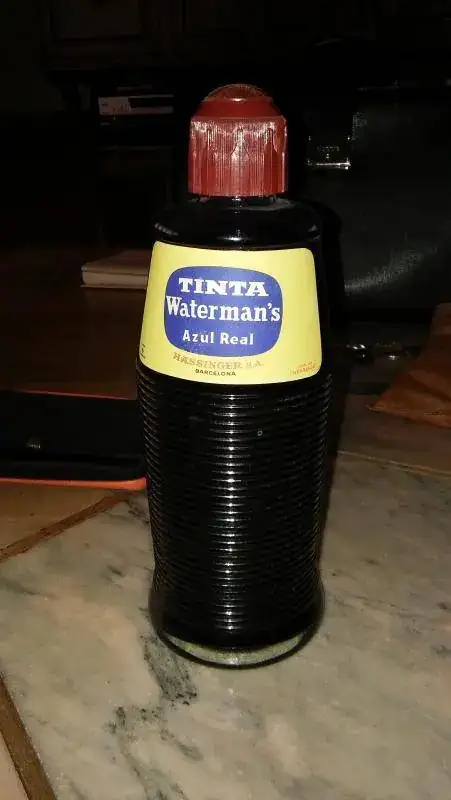 TINTA
Waterman's
Azul Real
HASSINGER S.A.
BARCELONA